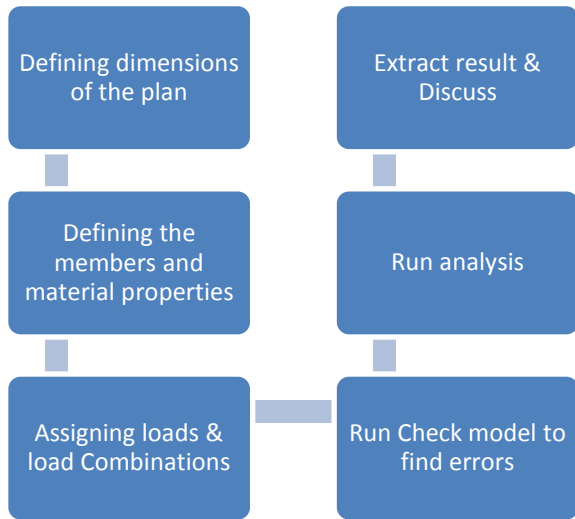 Defining dimensions
of the plan
Defining the
members and
material properties
Assigning loads &
load Combinations
Run Check model to
find errors
Run analysis
Extract result &
Discuss